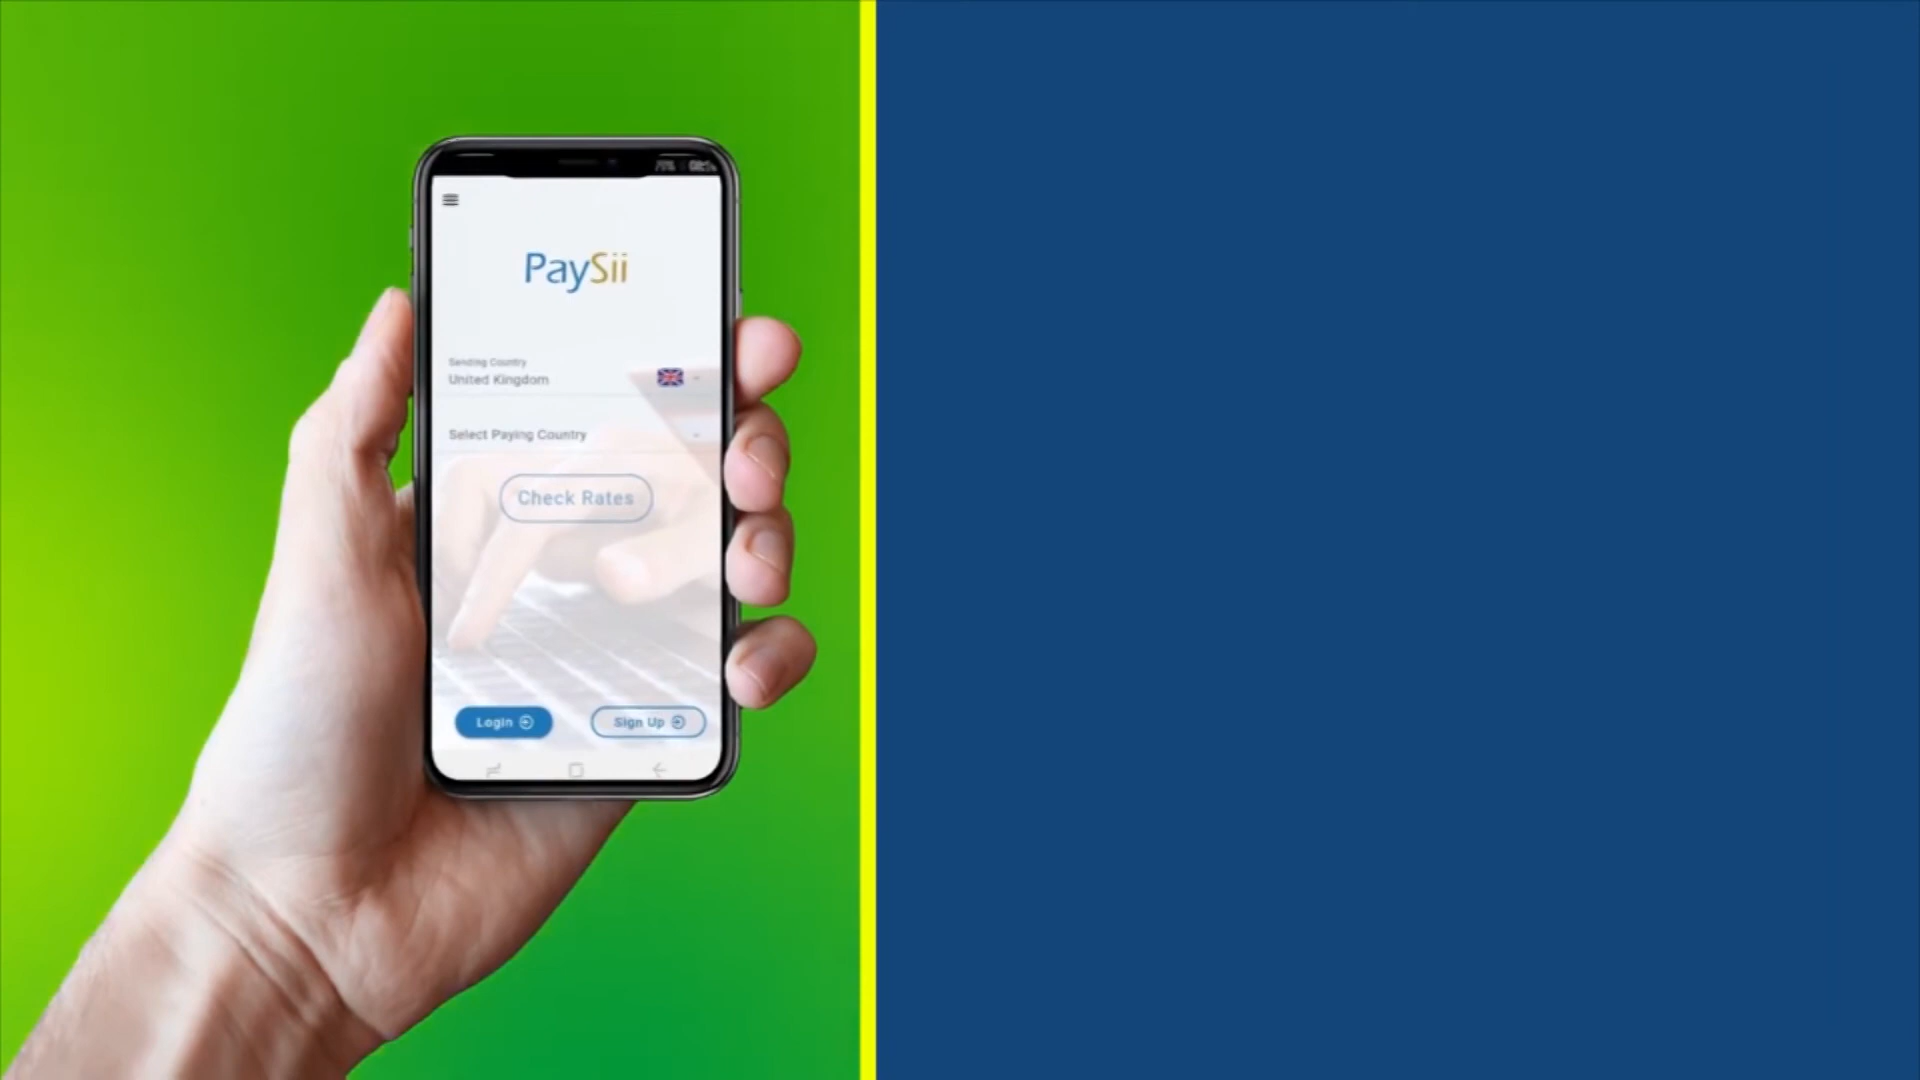 PaySii
Sending Country
United Kingdom
Select Paying Country
Check Rates
Login
Sign Up